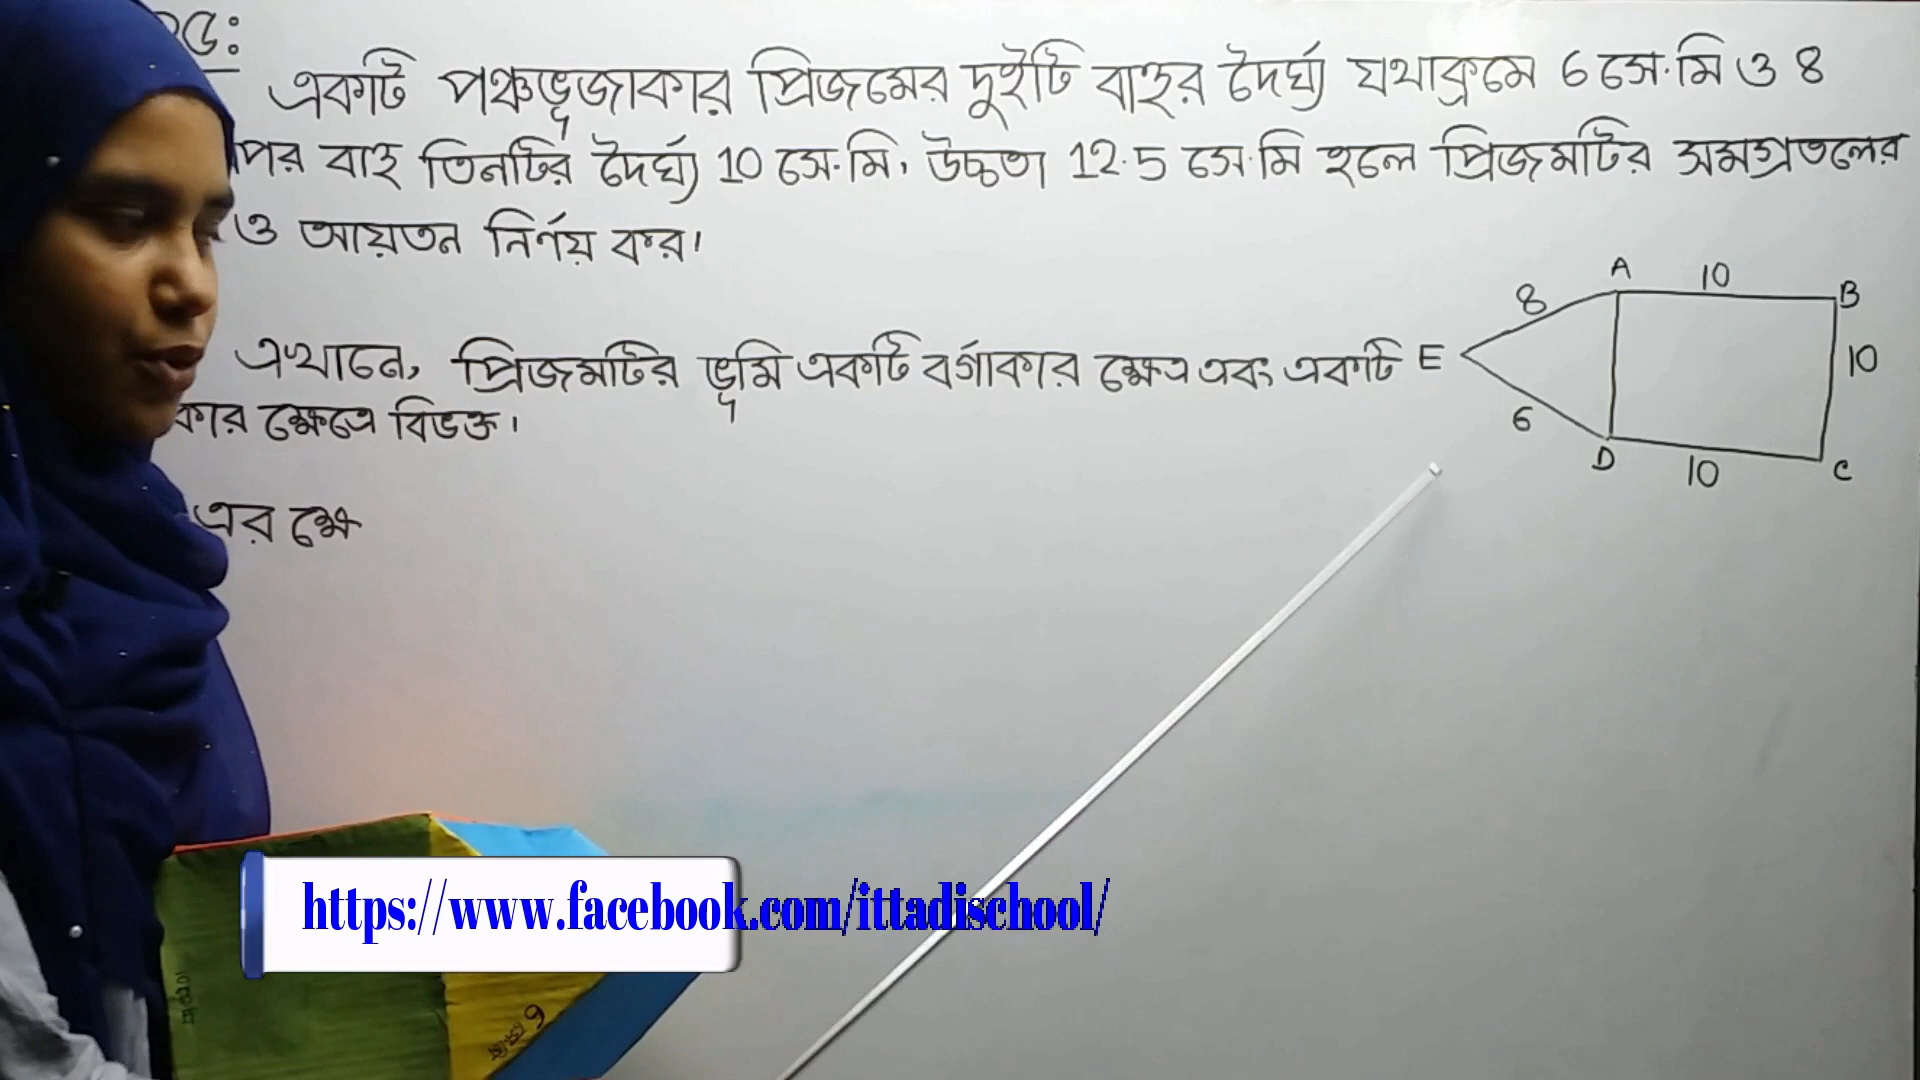 ২৫:
একটি পঞ্চভূজাকার প্রিজমের দুইটি বাহুর দৈর্ঘ্য যথাক্রমে 6 সে.মি ও 8
পর বাহু তিনটির দৈর্ঘ্য 10 সে.মি, উচ্চতা 12.5 সে.মি হলে প্রিজমটির সমগ্রতলের
ও আয়তন নির্ণয় কর।
এখানে, প্রিজমটির ভূমি একটি বর্গাকার ক্ষেত্র এবং একটি
কার ক্ষেত্রে বিভক্ত।
এর ক্ষে
A 10 B
8
E 10
6
D 10 C
6 সে.মি
https://www.facebook.com/ittadischool/